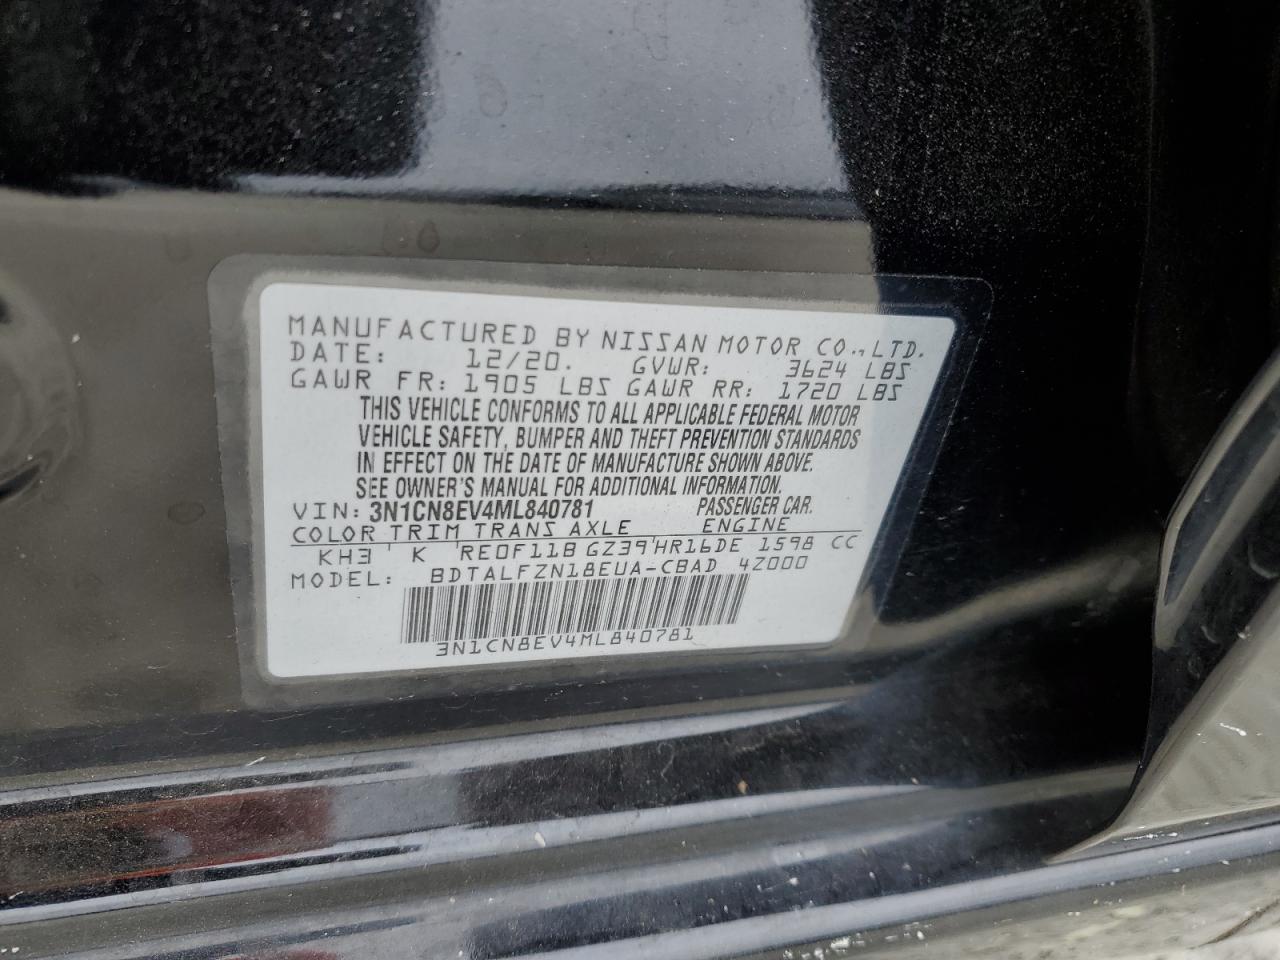 MANUFACTURED BY NISSAN MOTOR CO.,LTD.
DATE: 12/20. GVWR: 3624 LBS
GAWR FR: 1905 LBS GAWR RR: 1720 LBS
THIS VEHICLE CONFORMS TO ALL APPLICABLE FEDERAL MOTOR
VEHICLE SAFETY, BUMPER AND THEFT PREVENTION STANDARDS
IN EFFECT ON THE DATE OF MANUFACTURE SHOWN ABOVE.
SEE OWNER'S MANUAL FOR ADDITIONAL INFORMATION.
VIN: 3N1CN8EV4ML840781 PASSENGER CAR.
COLOR TRIM TRANS AXLE ENGINE
KH3 K RE0F11B GZ39 HR16DE 1598 CC
MODEL: BDTALFZN18EUA-CBAD 4Z000
3N1CN8EV4ML840781